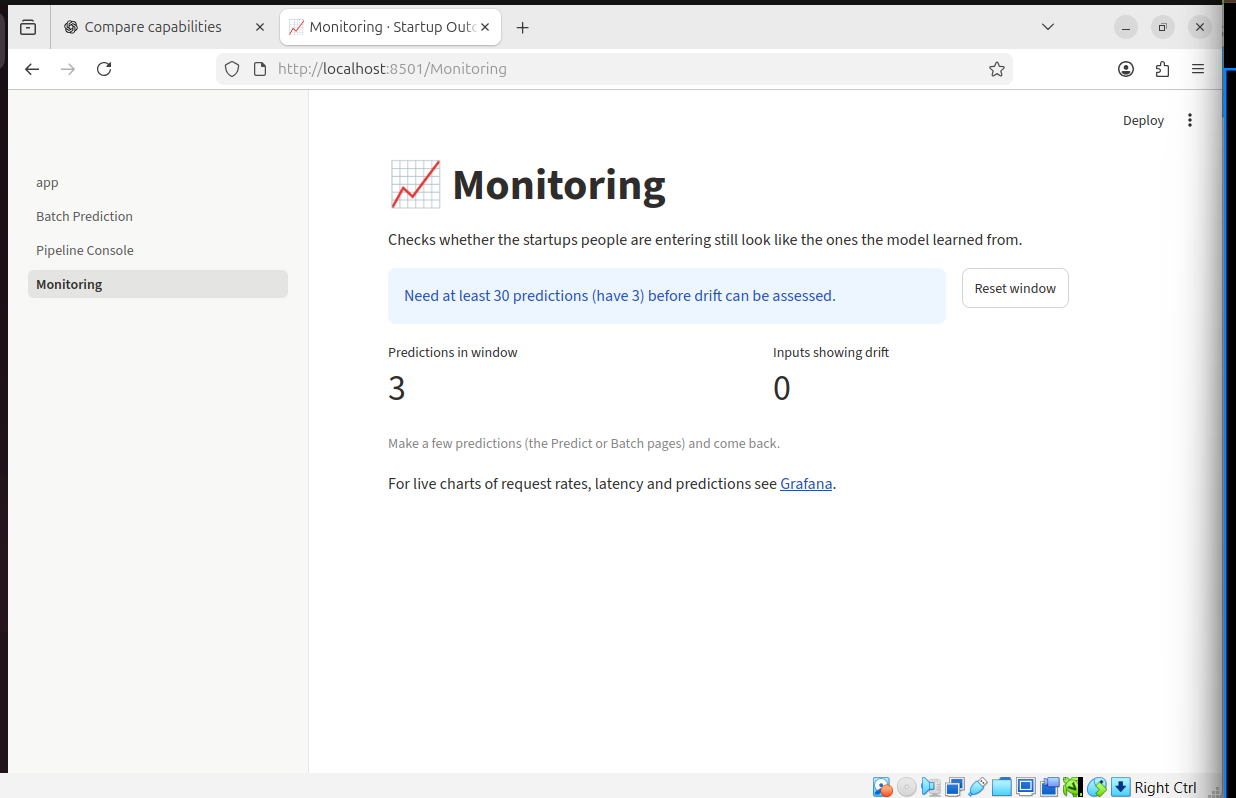 Compare capabilities
Monitoring · Startup Outc
http://localhost:8501/Monitoring
Deploy
app
Batch Prediction
Pipeline Console
Monitoring
Monitoring
Checks whether the startups people are entering still look like the ones the model learned from.
Need at least 30 predictions (have 3) before drift can be assessed.
Reset window
Predictions in window
Inputs showing drift
3
0
Make a few predictions (the Predict or Batch pages) and come back.
For live charts of request rates, latency and predictions see Grafana.
Right Ctrl